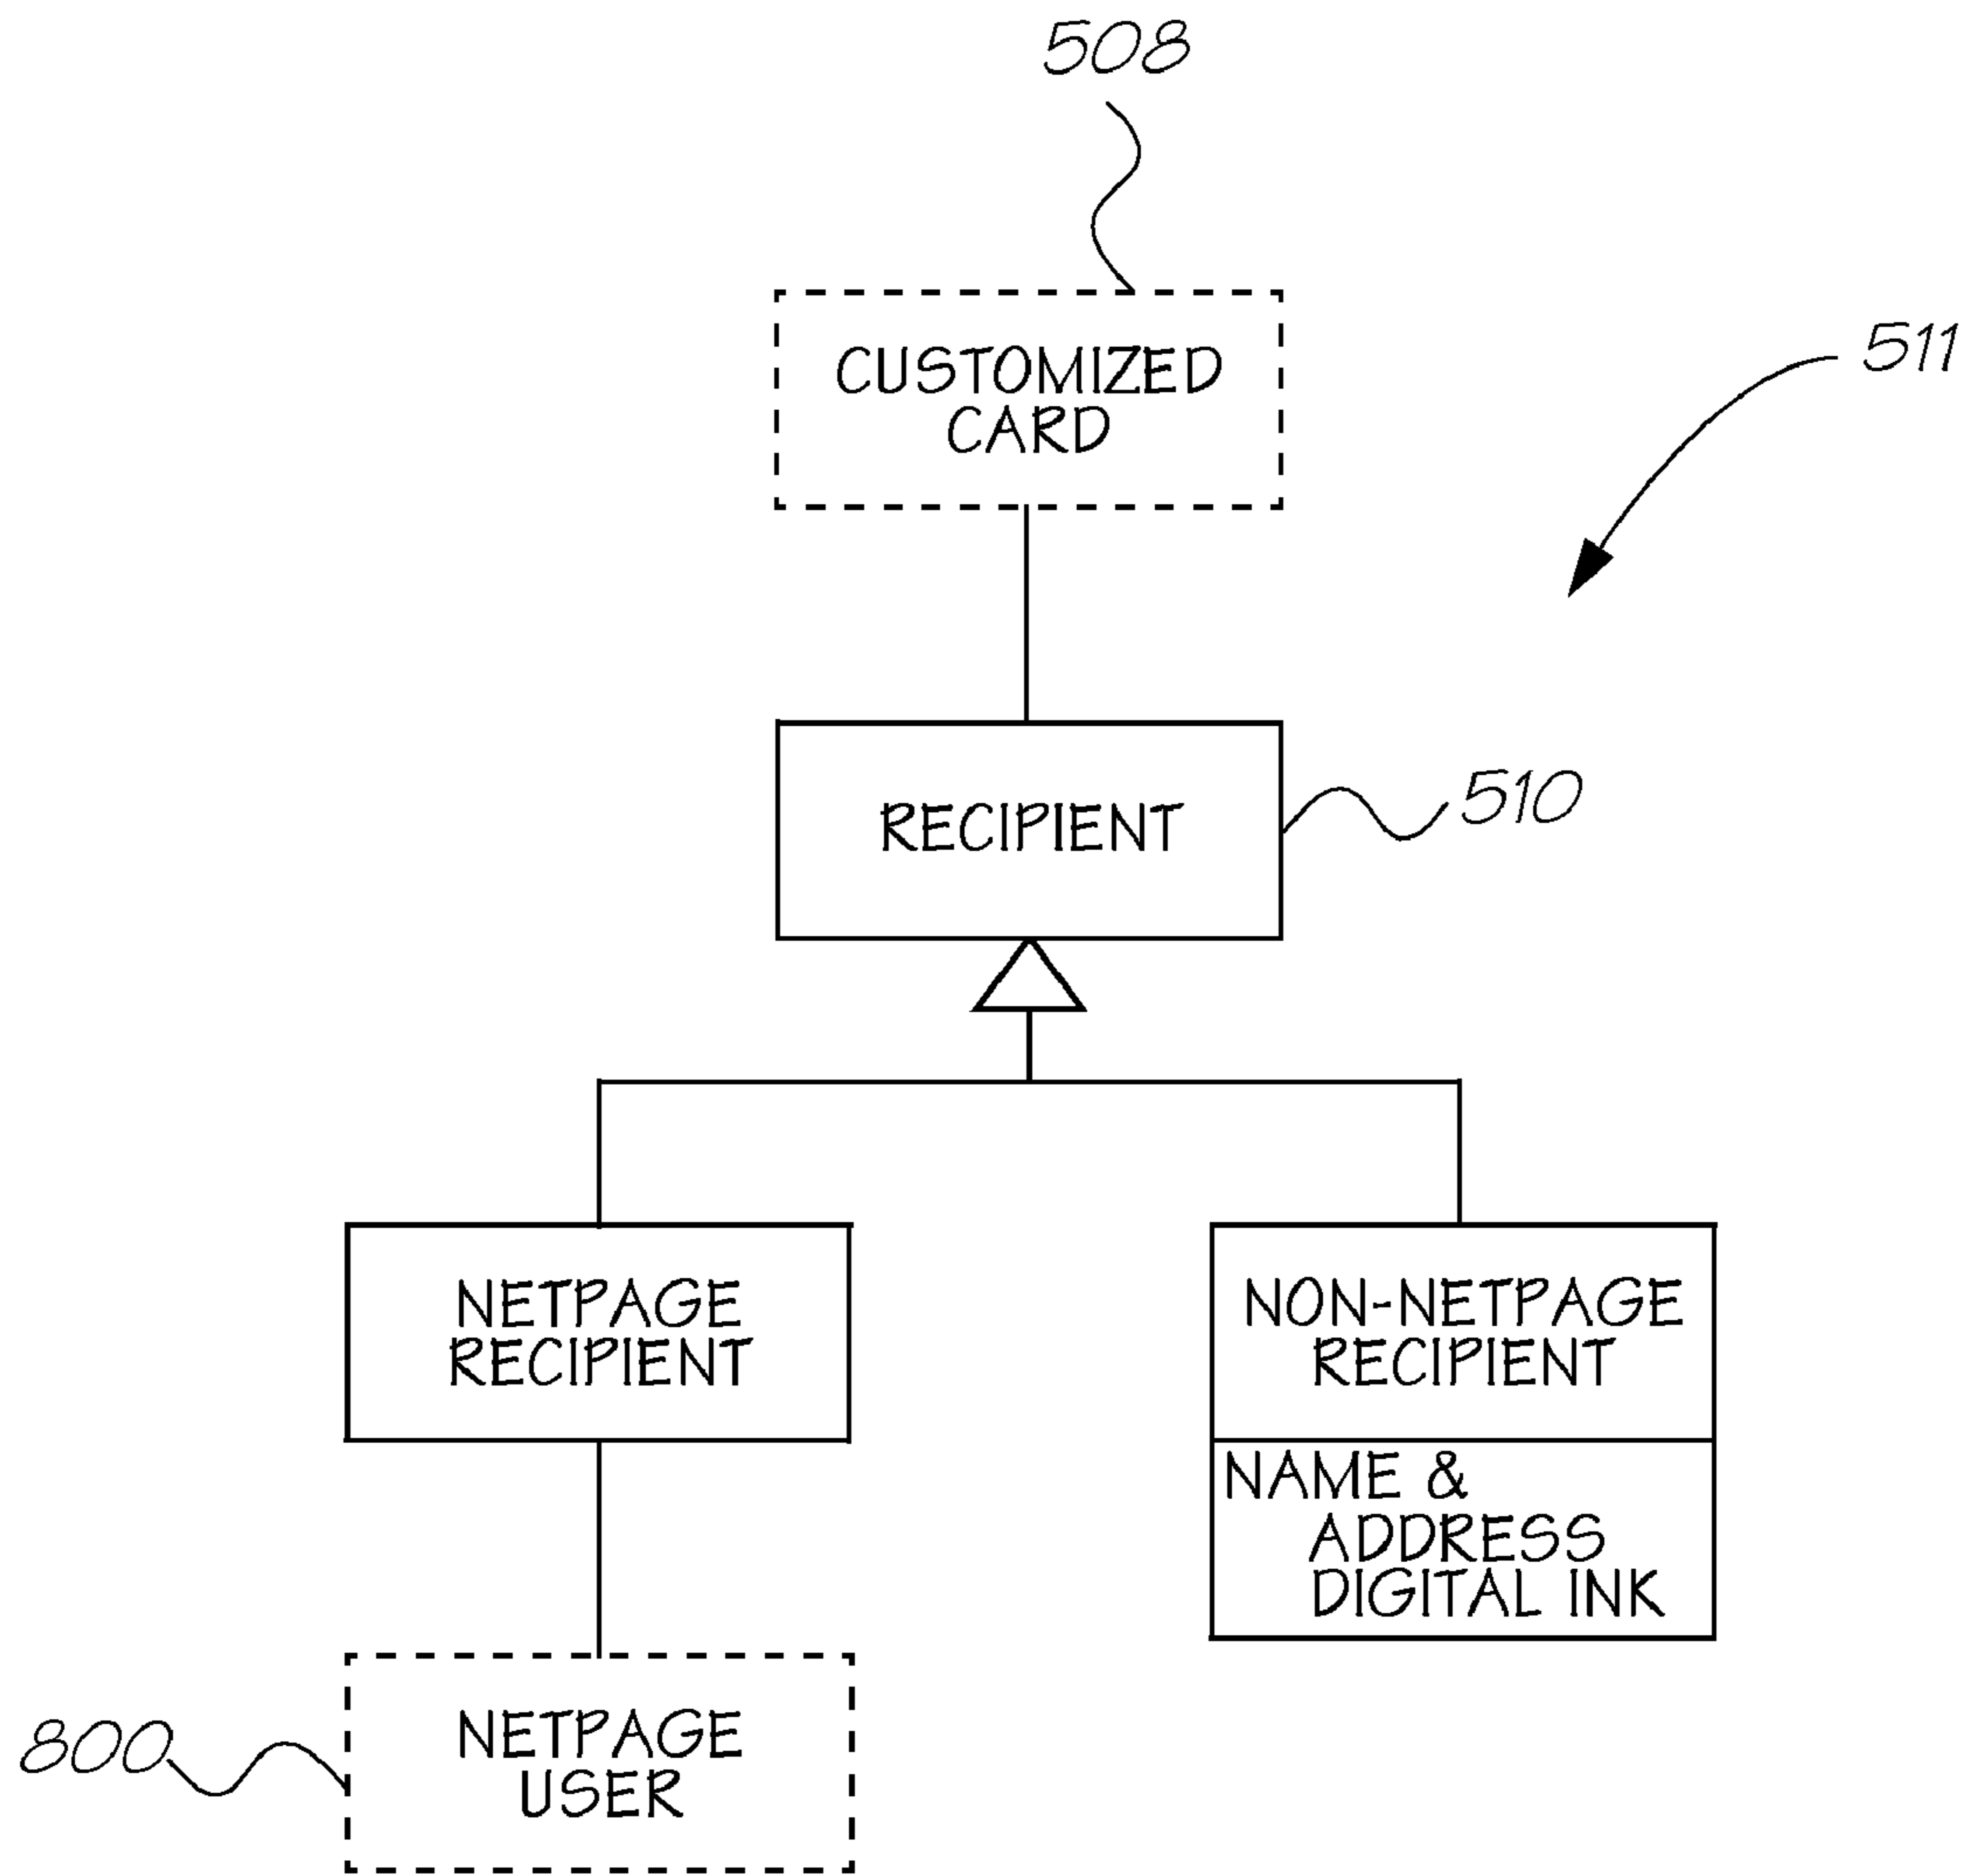 508
CUSTOMIZED
CARD
511
RECIPIENT
510
NETPAGE
RECIPIENT
NON-NETPAGE
RECIPIENT
NAME &
ADDRESS
DIGITAL INK
800
NETPAGE
USER